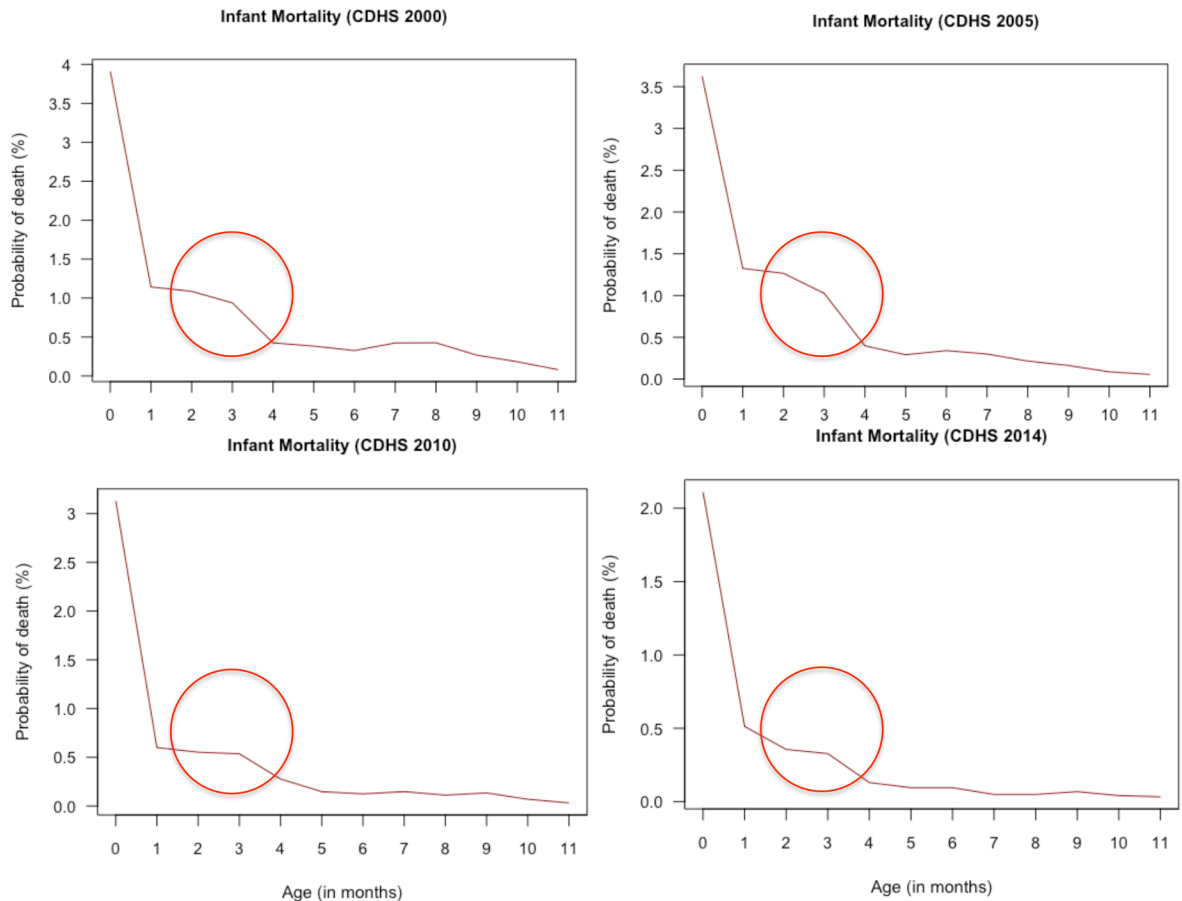 Infant Mortality (CDHS 2000)
Probability of death (%)
4
3.5
3
2.5
2.0
1.5
1.0
0.5
0.0
0 1 2 3 4 5 6 7 8 9 10 11
Infant Mortality (CDHS 2005)
Probability of death (%)
3.5
3
2.5
2.0
1.5
1.0
0.5
0.0
0 1 2 3 4 5 6 7 8 9 10 11
Infant Mortality (CDHS 2010)
Probability of death (%)
3
2.5
2.0
1.5
1.0
0.5
0.0
0 1 2 3 4 5 6 7 8 9 10 11
Age (in months)
Infant Mortality (CDHS 2014)
Probability of death (%)
2.0
1.5
1.0
0.5
0.0
0 1 2 3 4 5 6 7 8 9 10 11
Age (in months)